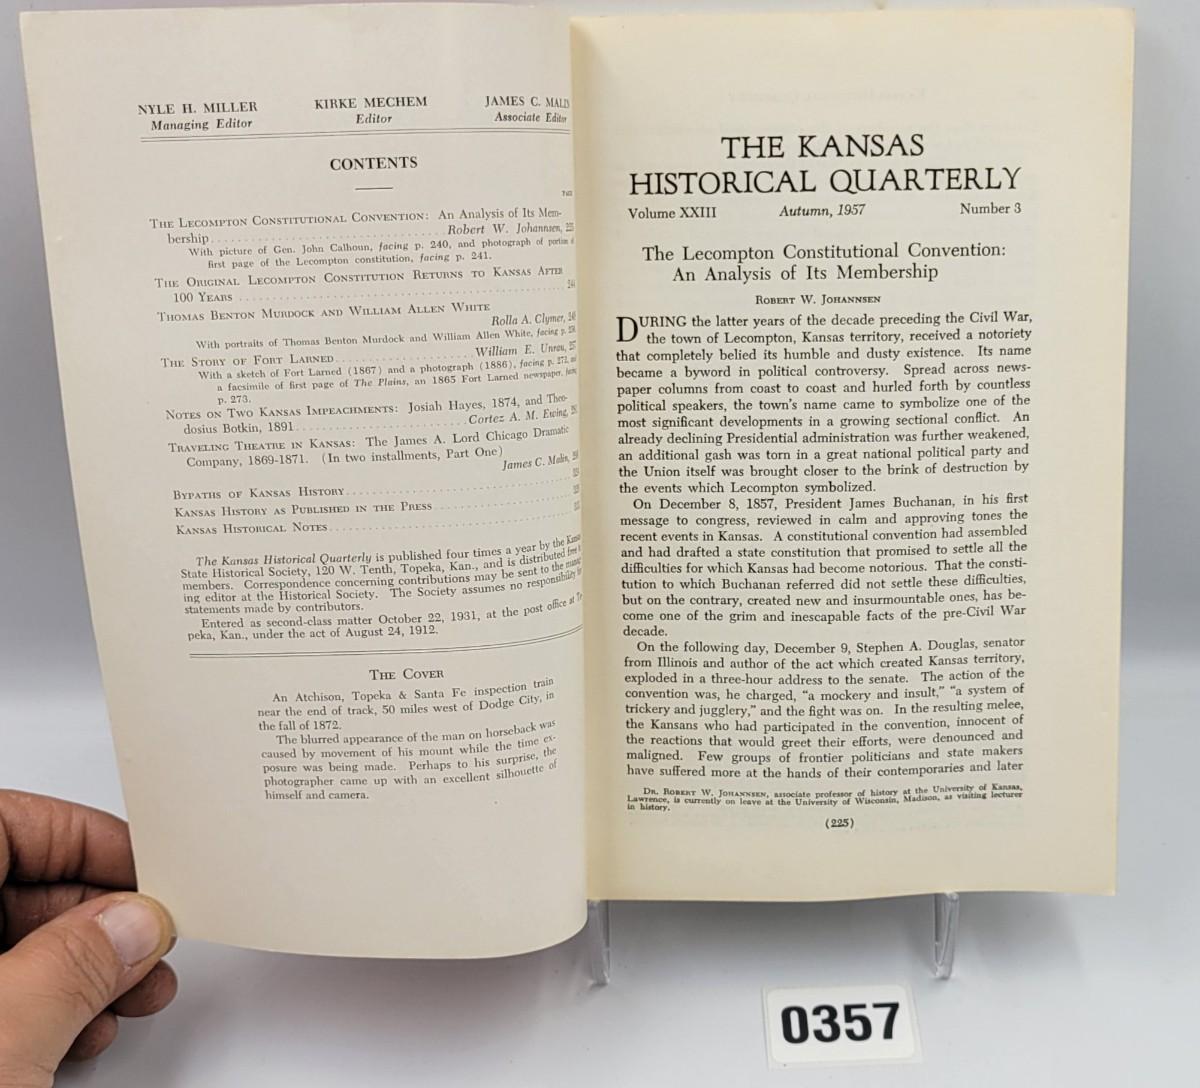 NYLE H. MILLER
Managing Editor
KIRKE MECHEM
Editor
JAMES C. MALIN
Associate Editor
CONTENTS
PAGE
THE LECOMPTON CONSTITUTIONAL CONVENTION: An Analysis of Its Mem-
bership. . . . . Robert W. Johannsen, 225
With picture of Gen. John Calhoun, facing p. 240, and photograph of portion of
first page of the Lecompton constitution, facing p. 241.
THE ORIGINAL LECOMPTON CONSTITUTION RETURNS TO KANSAS AFTER
100 YEARS . . . . . 244
THOMAS BENTON MURDOCK AND WILLIAM ALLEN WHITE
Rolla A. Clymer,
With portraits of Thomas Benton Murdock and William Allen White, facing p.
THE STORY OF FORT LARNED . . . . . William E. Unrau,
With a sketch of Fort Larned (1867) and a photograph (1886), facing p. 272, and
a facsimile of first page of The Plains, an 1865 Fort Larned newspaper, facing
p. 273.
NOTES ON TWO KANSAS IMPEACHMENTS: Josiah Hayes, 1874, and Theo-
dosius Botkin, 1891 . . . . . Cortez A. M. Ewing,
TRAVELING THEATRE IN KANSAS: The James A. Lord Chicago Dramatic
Company, 1869-1871. (In two installments, Part One)
James C. Malin,
BYPATHS OF KANSAS HISTORY . . . . .
KANSAS HISTORY AS PUBLISHED IN THE PRESS . . . . .
KANSAS HISTORICAL NOTES . . . . .
The Kansas Historical Quarterly is published four times a year by the Kansas
State Historical Society, 120 W. Tenth, Topeka, Kan., and is distributed free to
members. Correspondence concerning contributions may be sent to the manag-
ing editor at the Historical Society. The Society assumes no responsibility for
statements made by contributors.
Entered as second-class matter October 22, 1931, at the post office at To-
peka, Kan., under the act of August 24, 1912.
THE COVER
An Atchison, Topeka & Santa Fe inspection train
near the end of track, 50 miles west of Dodge City, in
the fall of 1872.
The blurred appearance of the man on horseback was
caused by movement of his mount while the time ex-
posure was being made. Perhaps to his surprise, the
photographer came up with an excellent silhouette of
himself and camera.
THE KANSAS
HISTORICAL QUARTERLY
Volume XXIII Autumn, 1957 Number 3
The Lecompton Constitutional Convention:
An Analysis of Its Membership
ROBERT W. JOHANNSEN
DURING the latter years of the decade preceding the Civil War,
the town of Lecompton, Kansas territory, received a notoriety
that completely belied its humble and dusty existence. Its name
became a byword in political controversy. Spread across news-
paper columns from coast to coast and hurled forth by countless
political speakers, the town's name came to symbolize one of the
most significant developments in a growing sectional conflict. An
already declining Presidential administration was further weakened,
an additional gash was torn in a great national political party and
the Union itself was brought closer to the brink of destruction by
the events which Lecompton symbolized.
On December 8, 1857, President James Buchanan, in his first
message to congress, reviewed in calm and approving tones the
recent events in Kansas. A constitutional convention had assembled
and had drafted a state constitution that promised to settle all the
difficulties for which Kansas had become notorious. That the consti-
tution to which Buchanan referred did not settle these difficulties,
but on the contrary, created new and insurmountable ones, has be-
come one of the grim and inescapable facts of the pre-Civil War
decade.
On the following day, December 9, Stephen A. Douglas, senator
from Illinois and author of the act which created Kansas territory,
exploded in a three-hour address to the senate. The action of the
convention was, he charged, "a mockery and insult," "a system of
trickery and jugglery," and the fight was on. In the resulting melee,
the Kansans who had participated in the convention, innocent of
the reactions that would greet their efforts, were denounced and
maligned. Few groups of frontier politicians and state makers
have suffered more at the hands of their contemporaries and later
DR. ROBERT W. JOHANNSEN, associate professor of history at the University of Kansas,
Lawrence, is currently on leave at the University of Wisconsin, Madison, as visiting lecturer
in history.
(225)
0357